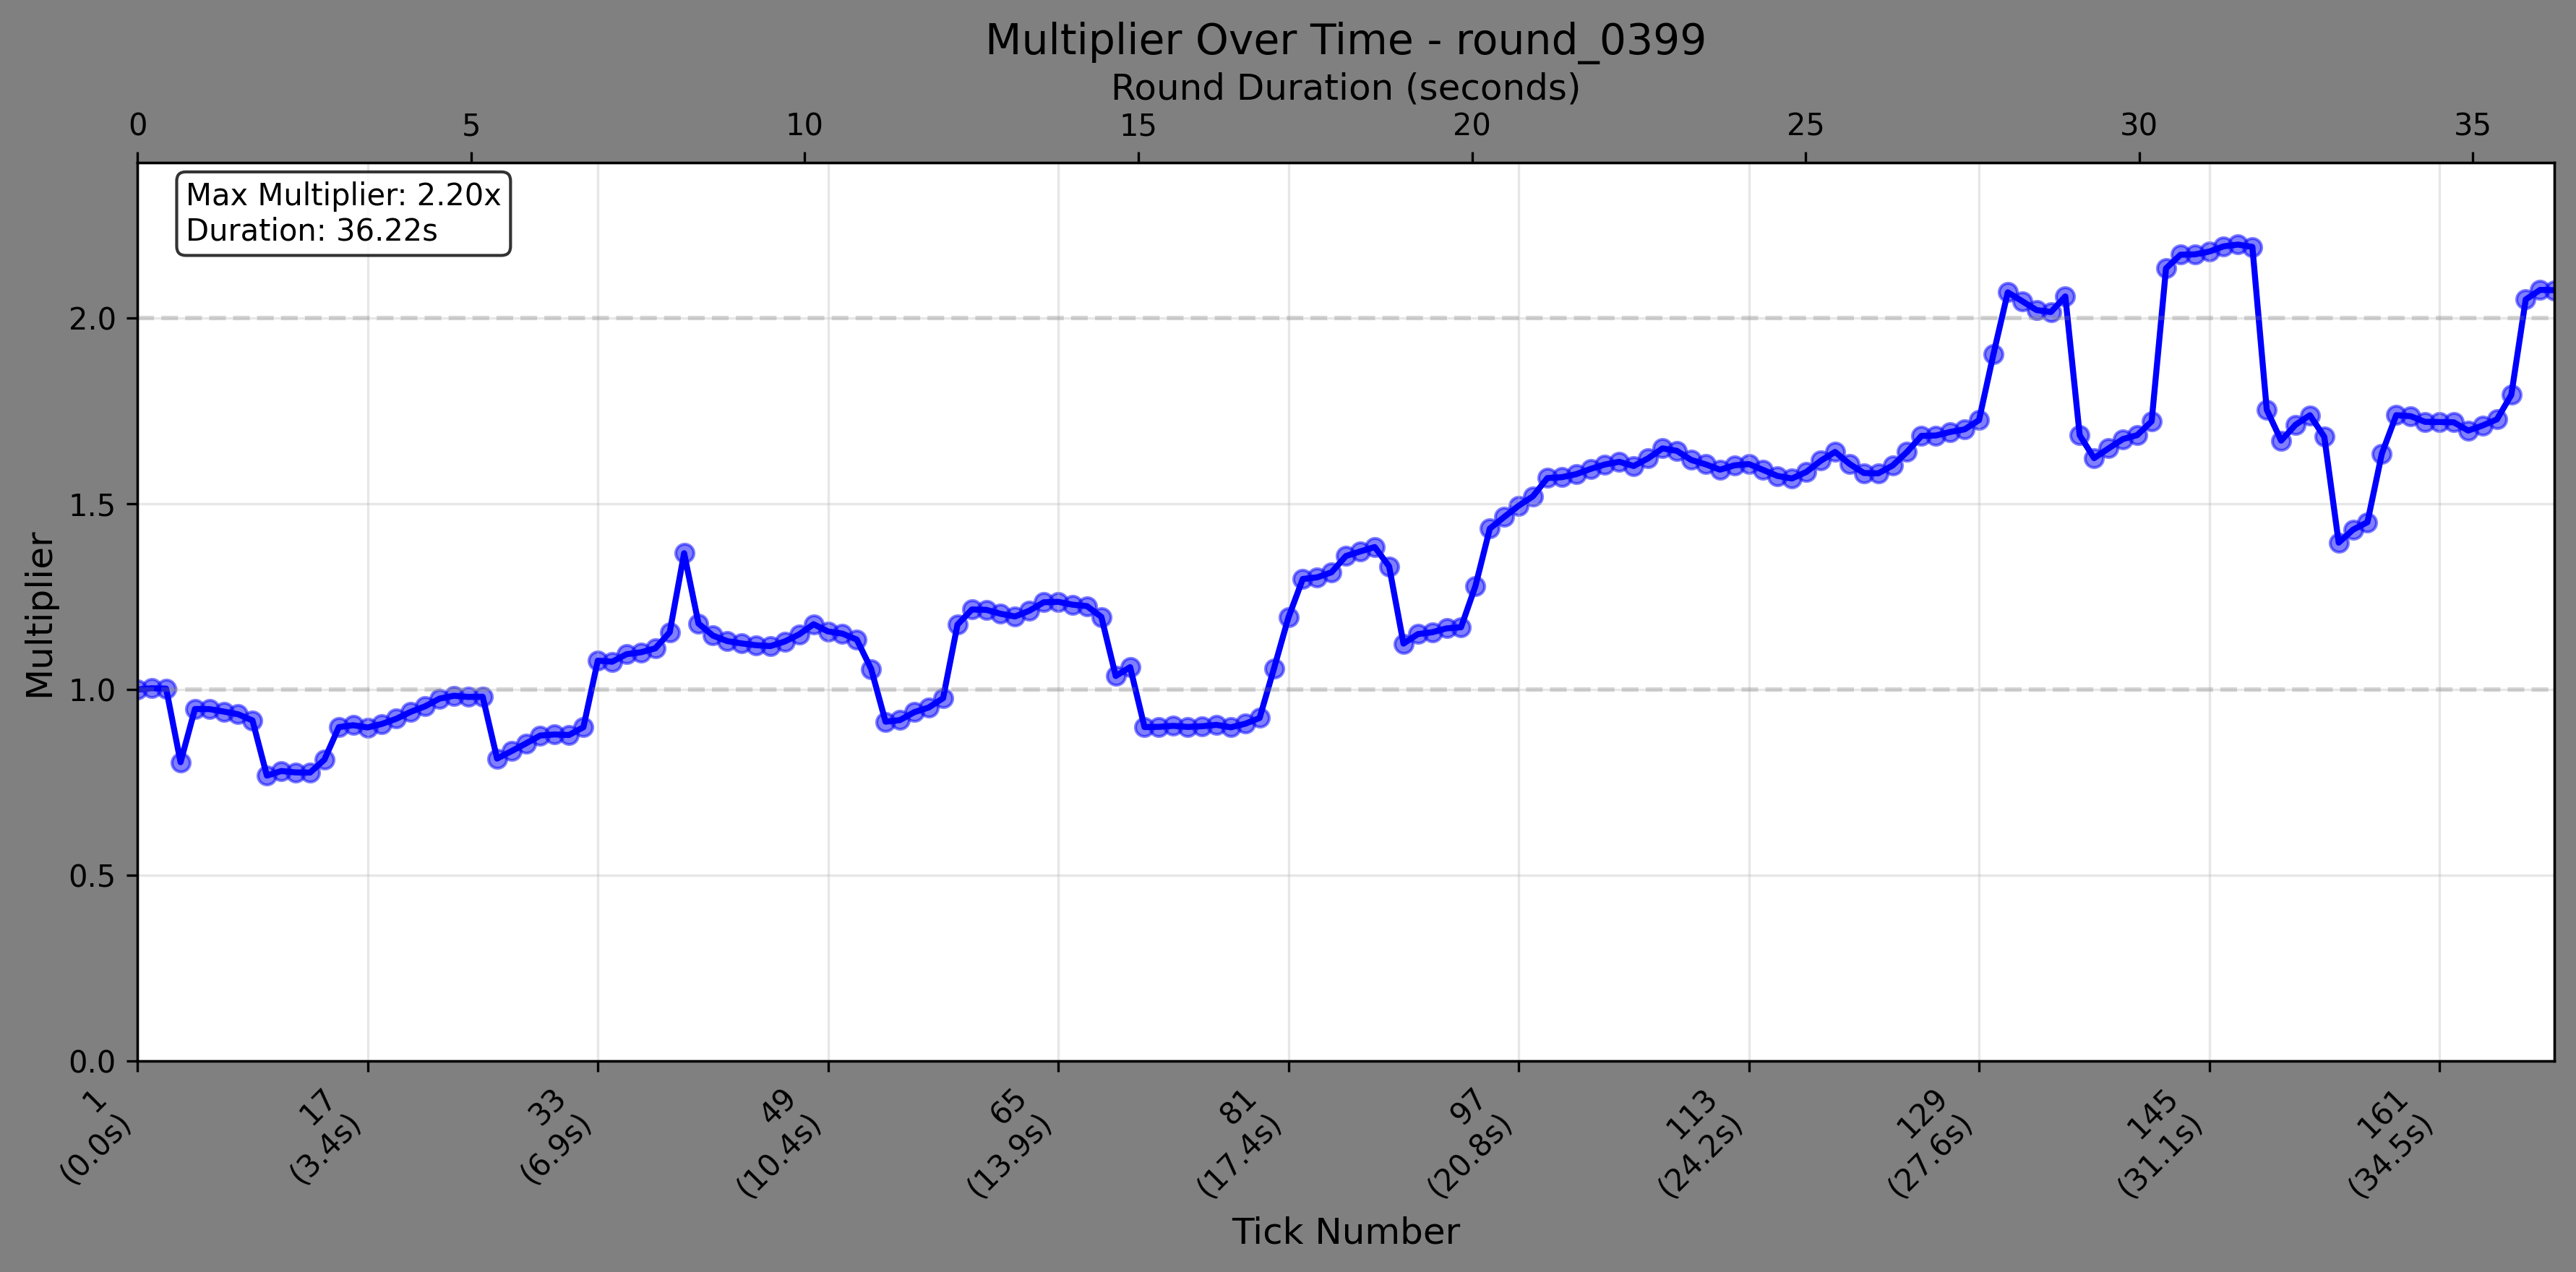 Multiplier Over Time - round_0399
Round Duration (seconds)
0 5 10 15 20 25 30 35
Max Multiplier: 2.20x
Duration: 36.22s
Multiplier
2.0
1.5
1.0
0.5
0.0
1
(0.0s)
17
(3.4s)
33
(6.9s)
49
(10.4s)
65
(13.9s)
81
(17.4s)
97
(20.8s)
113
(24.2s)
129
(27.6s)
145
(31.1s)
161
(34.5s)
Tick Number